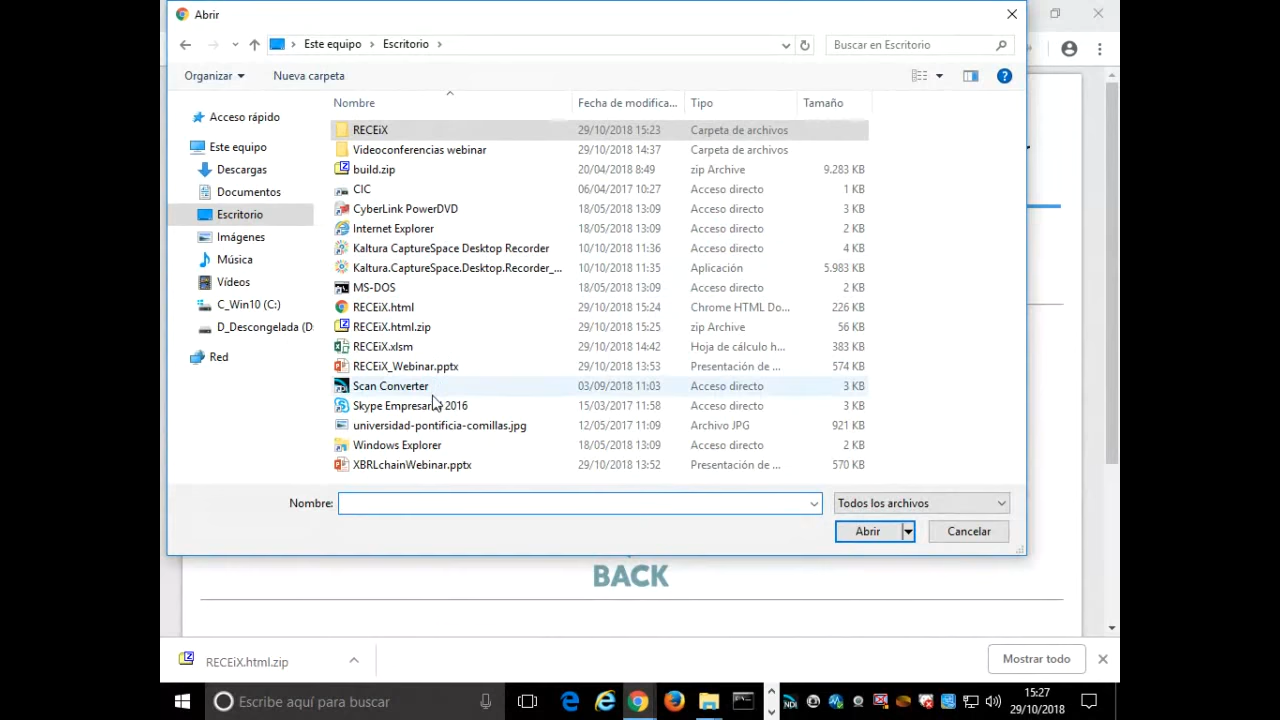 Abrir
Este equipo > Escritorio >
Buscar en Escritorio
Organizar
Nueva carpeta
Nombre
Fecha de modifica...
Tipo
Tamaño
Acceso rápido
Este equipo
Descargas
Documentos
Escritorio
Imágenes
Música
Vídeos
C_Win10 (C:)
D_Descongelada (D
Red
RECEiX 29/10/2018 15:23 Carpeta de archivos
Videoconferencias webinar 29/10/2018 14:37 Carpeta de archivos
build.zip 20/04/2018 8:49 zip Archive 9.283 KB
CIC 06/04/2017 10:27 Acceso directo 1 KB
CyberLink PowerDVD 18/05/2018 13:09 Acceso directo 3 KB
Internet Explorer 18/05/2018 13:09 Acceso directo 2 KB
Kaltura CaptureSpace Desktop Recorder 10/10/2018 11:36 Acceso directo 4 KB
Kaltura.CaptureSpace.Desktop.Recorder_... 10/10/2018 11:35 Aplicación 5.983 KB
MS-DOS 18/05/2018 13:09 Acceso directo 2 KB
RECEiX.html 29/10/2018 15:24 Chrome HTML Do... 226 KB
RECEiX.html.zip 29/10/2018 15:25 zip Archive 56 KB
RECEiX.xlsm 29/10/2018 14:42 Hoja de cálculo h... 383 KB
RECEiX_Webinar.pptx 29/10/2018 13:53 Presentación de ... 574 KB
Scan Converter 03/09/2018 11:03 Acceso directo 3 KB
Skype Empresarial 2016 15/03/2017 11:58 Acceso directo 3 KB
universidad-pontificia-comillas.jpg 12/05/2017 11:09 Archivo JPG 921 KB
Windows Explorer 18/05/2018 13:09 Acceso directo 2 KB
XBRLchainWebinar.pptx 29/10/2018 13:52 Presentación de ... 570 KB
Nombre:
Todos los archivos
Abrir
Cancelar
BACK
RECEiX.html.zip
Mostrar todo
Escribe aquí para buscar
NDI
15:27
29/10/2018